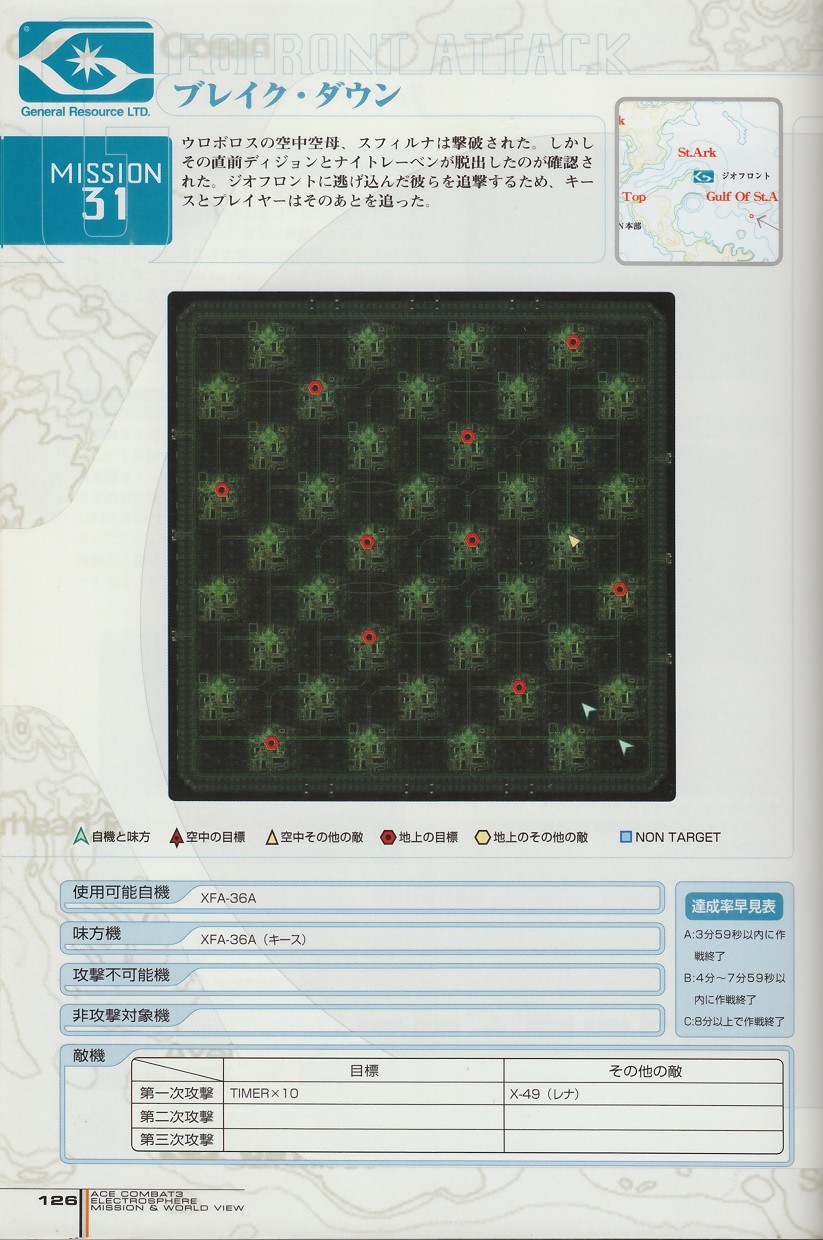 GEOFRONT ATTACK
General Resource LTD.
ブレイク・ダウン
MISSION
31
ウロボロスの空中空母、スフィルナは撃破された。しかし
その直前ディジョンとナイトレーベンが脱出したのが確認さ
れた。ジオフロントに逃げ込んだ彼らを追撃するため、キー
スとプレイヤーはそのあとを追った。
k
St.Ark
ジオフロント
Top
Gulf Of St.A
N本部
自機と味方
空中の目標
空中その他の敵
地上の目標
地上のその他の敵
NON TARGET
使用可能自機
XFA-36A
味方機
XFA-36A（キース）
攻撃不可能機
非攻撃対象機
達成率早見表
A:3分59秒以内に作
戦終了
B:4分～7分59秒以
内に作戦終了
C:8分以上で作戦終了
敵機
目標
その他の敵
第一次攻撃
TIMER×10
X-49（レナ）
第二次攻撃
第三次攻撃
126
ACE COMBAT3
ELECTROSPHERE
MISSION & WORLD VIEW